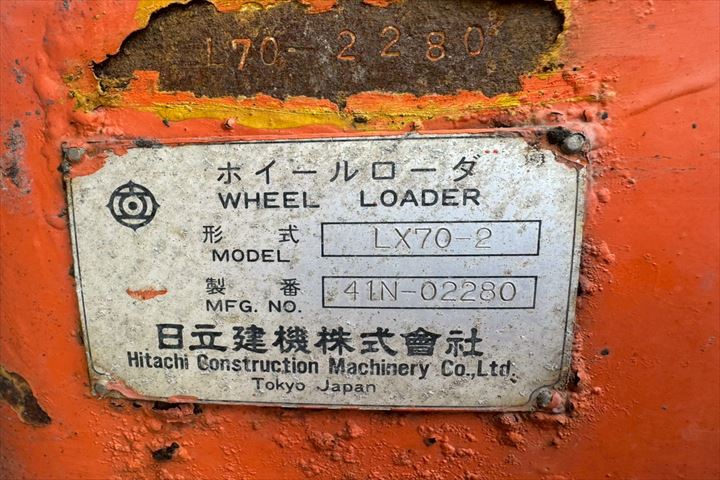 L70-2280
ホイールローダ
WHEEL LOADER
形式 LX70-2
MODEL
製番 41N-02280
MFG. NO.
日立建機株式會社
Hitachi Construction Machinery Co.,Ltd.
Tokyo Japan